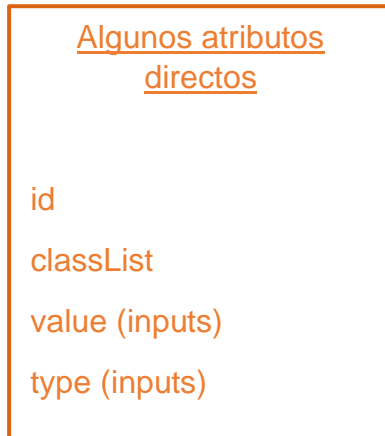 Algunos atributos
directos
id
classList
value (inputs)
type (inputs)